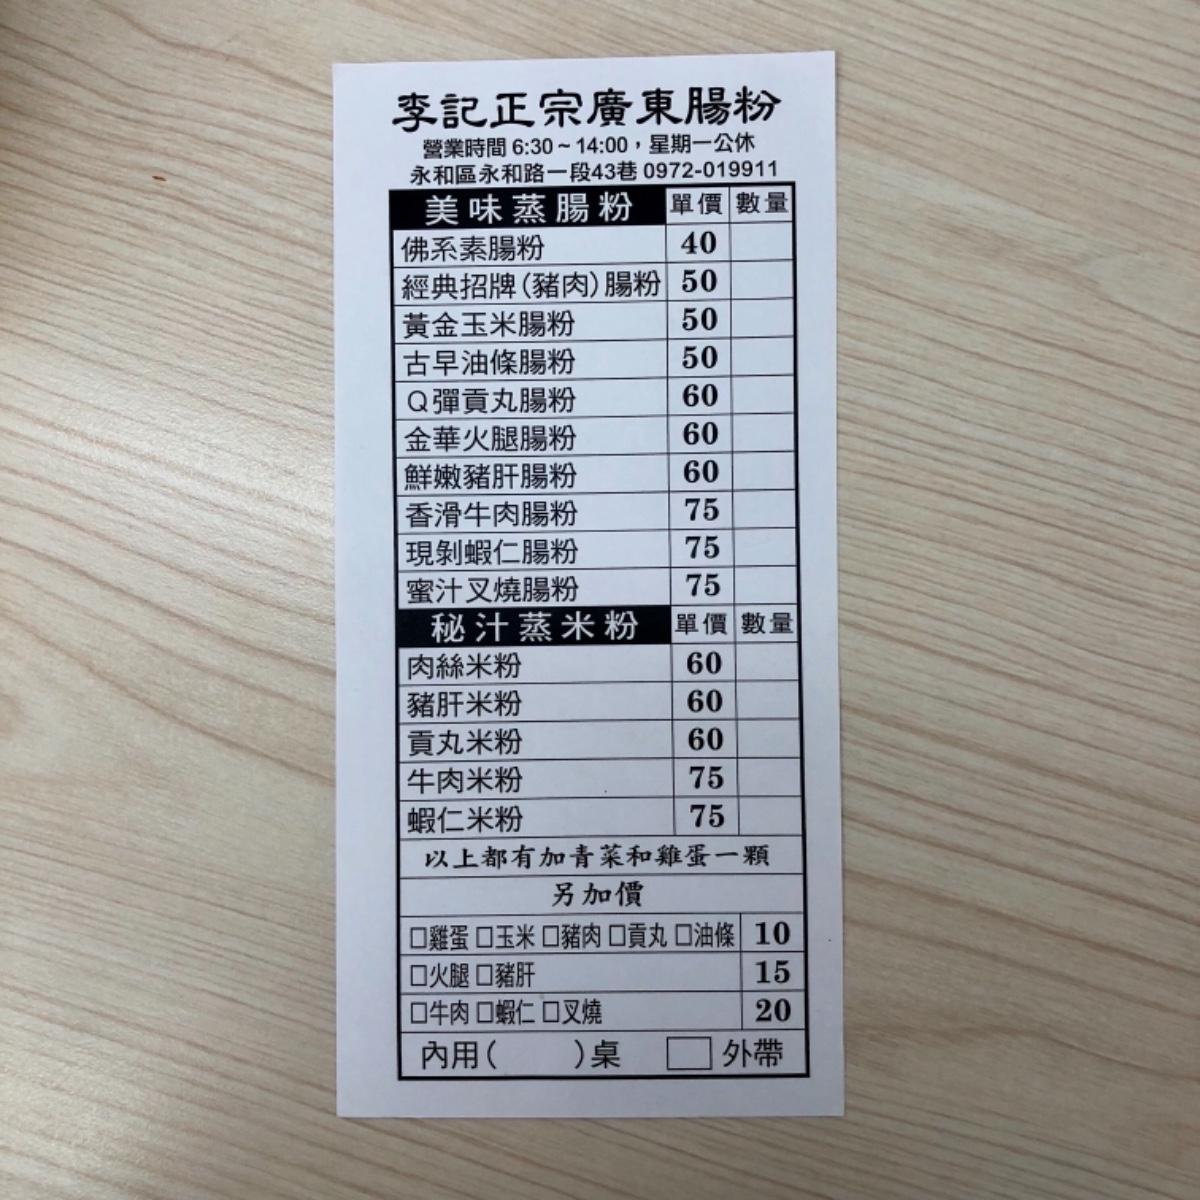 李記正宗廣東腸粉
營業時間 6:30 ~ 14:00，星期一公休
永和區永和路一段43巷 0972-019911
美味蒸腸粉 單價 數量
佛系素腸粉 40
經典招牌(豬肉)腸粉 50
黃金玉米腸粉 50
古早油條腸粉 50
Q彈貢丸腸粉 60
金華火腿腸粉 60
鮮嫩豬肝腸粉 60
香滑牛肉腸粉 75
現剝蝦仁腸粉 75
蜜汁叉燒腸粉 75
秘汁蒸米粉 單價 數量
肉絲米粉 60
豬肝米粉 60
貢丸米粉 60
牛肉米粉 75
蝦仁米粉 75
以上都有加青菜和雞蛋一顆
另加價
□雞蛋 □玉米 □豬肉 □貢丸 □油條 10
□火腿 □豬肝 15
□牛肉 □蝦仁 □叉燒 20
內用( )桌 □ 外帶